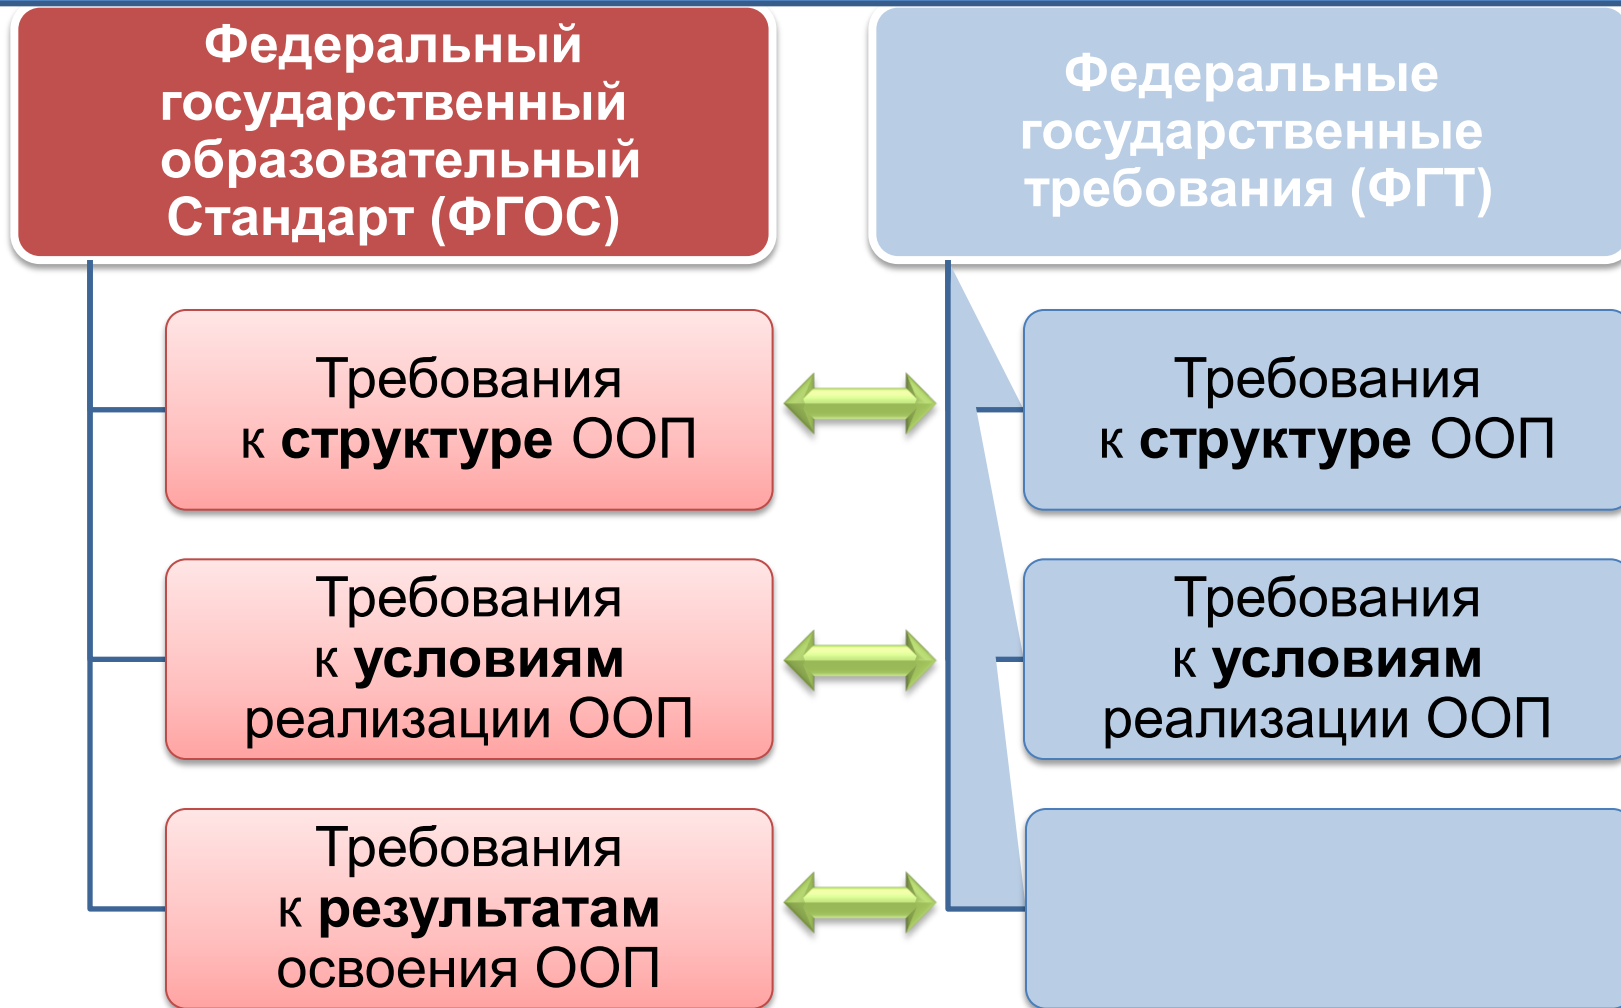 Федеральный
государственный
образовательный
Стандарт (ФГОС)
Требования
к структуре ООП
Требования
к условиям
реализации ООП
Требования
к результатам
освоения ООП
Федеральные
государственные
требования (ФГТ)
Требования
к структуре ООП
Требования
к условиям
реализации ООП